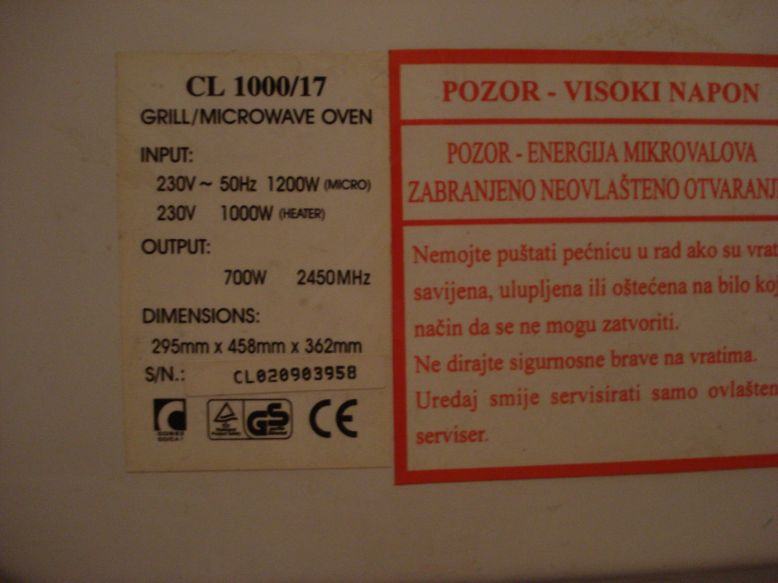 CL 1000/17
GRILL/MICROWAVE OVEN
INPUT:
230V ~ 50Hz 1200W (MICRO)
230V 1000W (HEATER)
OUTPUT:
700W 2450MHz
DIMENSIONS:
295mm x 458mm x 362mm
S/N.: CL020903958
GS CE
POZOR - VISOKI NAPON
POZOR - ENERGIJA MIKROVALOVA
ZABRANJENO NEOVLAŠTENO OTVARANJ
Nemojte puštati pećnicu u rad ako su vrat
savijena, ulupljena ili oštećena na bilo koj
način da se ne mogu zatvoriti.
Ne dirajte sigurnosne brave na vratima.
Uredaj smije servisirati samo ovlašten
serviser.